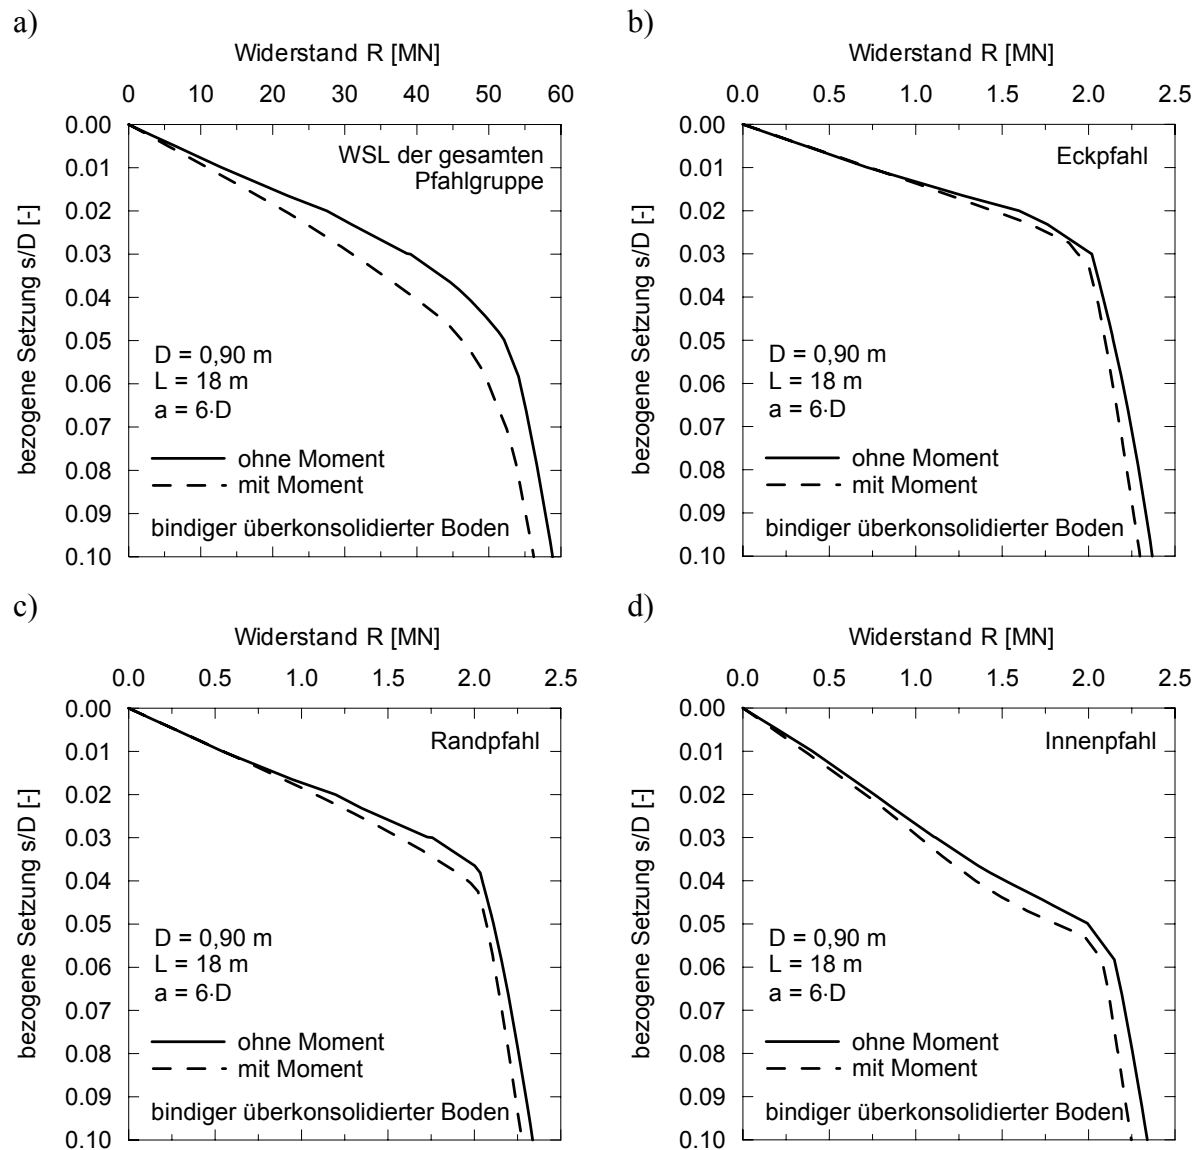 a)
Widerstand R [MN]
0 10 20 30 40 50 60
bezogene Setzung s/D [-]
0.00
0.01
0.02
0.03
0.04
0.05
0.06
0.07
0.08
0.09
0.10
WSL der gesamten
Pfahlgruppe
D = 0,90 m
L = 18 m
a = 6·D
ohne Moment
mit Moment
bindiger überkonsolidierter Boden
b)
Widerstand R [MN]
0.0 0.5 1.0 1.5 2.0 2.5
bezogene Setzung s/D [-]
0.00
0.01
0.02
0.03
0.04
0.05
0.06
0.07
0.08
0.09
0.10
Eckpfahl
D = 0,90 m
L = 18 m
a = 6·D
ohne Moment
mit Moment
bindiger überkonsolidierter Boden
c)
Widerstand R [MN]
0.0 0.5 1.0 1.5 2.0 2.5
bezogene Setzung s/D [-]
0.00
0.01
0.02
0.03
0.04
0.05
0.06
0.07
0.08
0.09
0.10
Randpfahl
D = 0,90 m
L = 18 m
a = 6·D
ohne Moment
mit Moment
bindiger überkonsolidierter Boden
d)
Widerstand R [MN]
0.0 0.5 1.0 1.5 2.0 2.5
bezogene Setzung s/D [-]
0.00
0.01
0.02
0.03
0.04
0.05
0.06
0.07
0.08
0.09
0.10
Innenpfahl
D = 0,90 m
L = 18 m
a = 6·D
ohne Moment
mit Moment
bindiger überkonsolidierter Boden